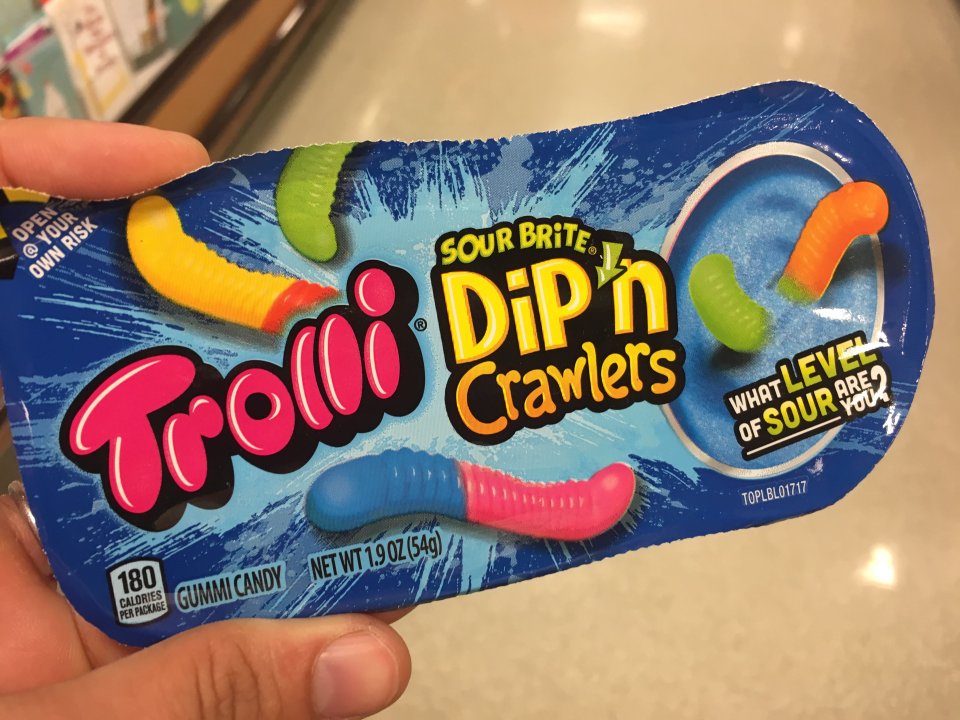 OPEN
@ YOUR
OWN RISK
Trolli®
SOUR BRiTE®
DiP'n
Crawlers
WHAT LEVEL
OF SOUR ARE
YOU?
TOPLBL01717
180
CALORIES
PER PACKAGE
GUMMI CANDY
NET WT 1.9 OZ (54g)